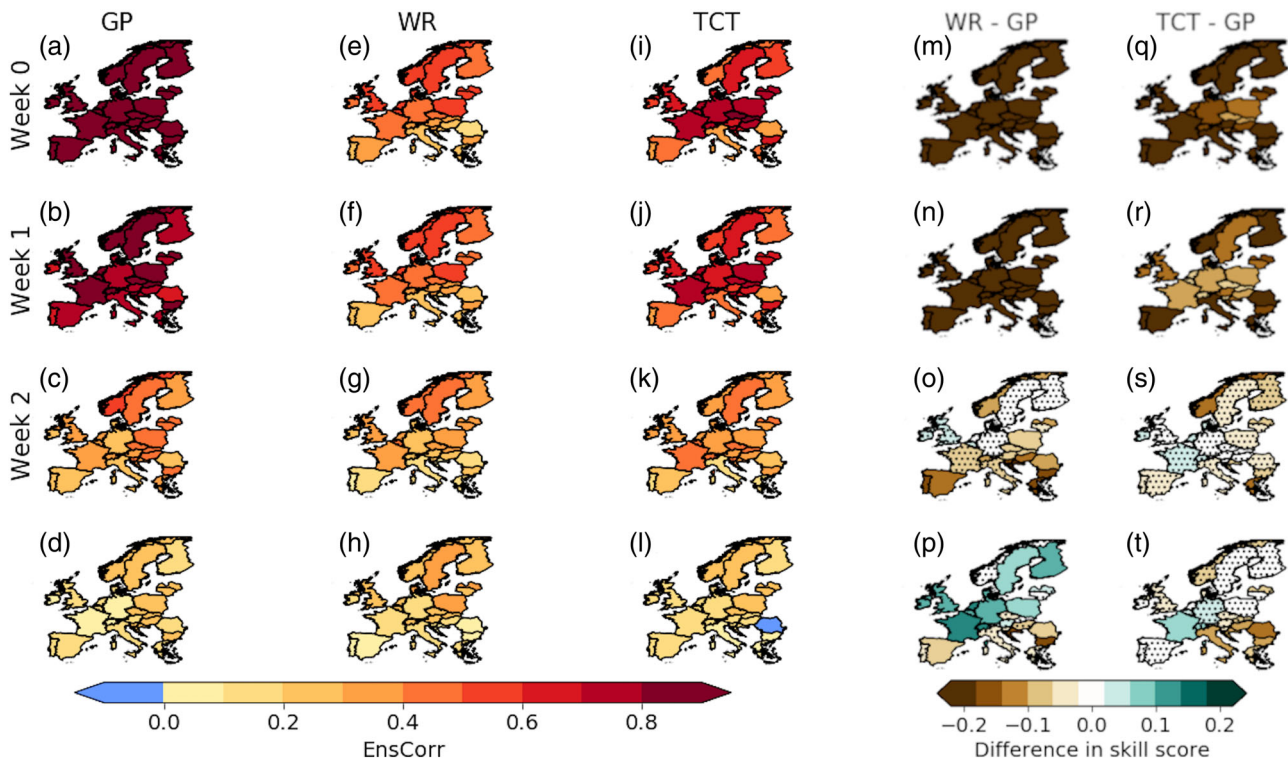 GP WR TCT WR - GP TCT - GP
(a) (e) (i) (m) (q)
Week 0
(b) (f) (j) (n) (r)
Week 1
(c) (g) (k) (o) (s)
Week 2
(d) (h) (l) (p) (t)
0.0 0.2 0.4 0.6 0.8
EnsCorr
−0.2 −0.1 0.0 0.1 0.2
Difference in skill score